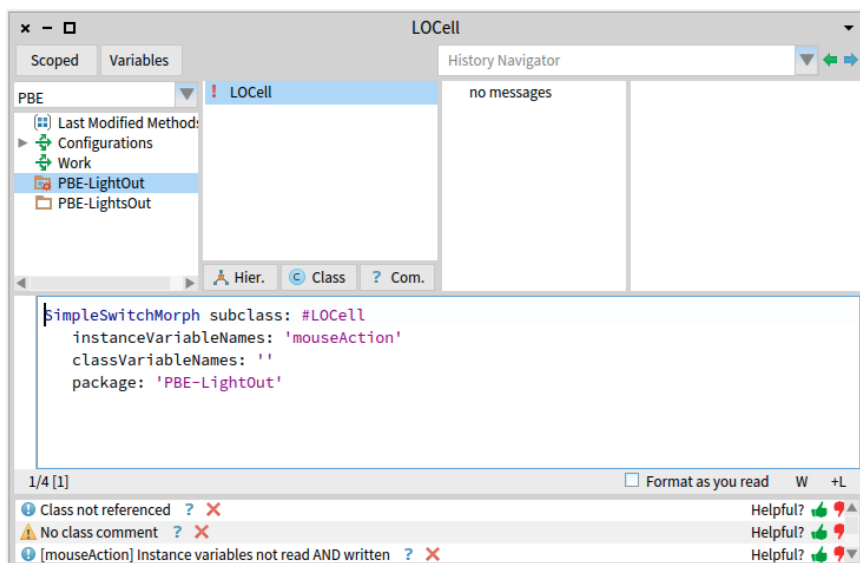 LOCell
Scoped Variables History Navigator
PBE
Last Modified Method
Configurations
Work
PBE-LightOut
PBE-LightsOut
! LOCell
Hier. C Class ? Com.
no messages
SimpleSwitchMorph subclass: #LOCell
instanceVariableNames: 'mouseAction'
classVariableNames: ''
package: 'PBE-LightOut'
1/4 [1] Format as you read W +L
Class not referenced ? Helpful?
No class comment ? Helpful?
[mouseAction] Instance variables not read AND written ? Helpful?